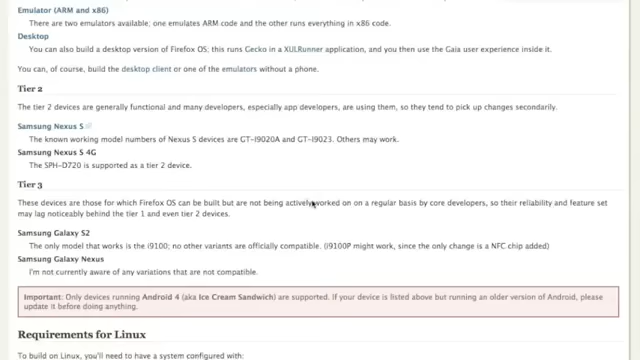 Emulator (ARM and x86)
There are two emulators available; one emulates ARM code and the other runs everything in x86 code.
Desktop
You can also build a desktop version of Firefox OS; this runs Gecko in a XULRunner application, and you then use the Gaia user experience inside it.
You can, of course, build the desktop client or one of the emulators without a phone.
Tier 2
The tier 2 devices are generally functional and many developers, especially app developers, are using them, so they tend to pick up changes secondarily.
Samsung Nexus S
The known working model numbers of Nexus S devices are GT-I9020A and GT-I9023. Others may work.
Samsung Nexus S 4G
The SPH-D720 is supported as a tier 2 device.
Tier 3
These devices are those for which Firefox OS can be built but are not being actively worked on on a regular basis by core developers, so their reliability and feature set
may lag noticeably behind the tier 1 and even tier 2 devices.
Samsung Galaxy S2
The only model that works is the i9100; no other variants are officially compatible. (i9100P might work, since the only change is a NFC chip added)
Samsung Galaxy Nexus
I'm not currently aware of any variations that are not compatible.
Important: Only devices running Android 4 (aka Ice Cream Sandwich) are supported. If your device is listed above but running an older version of Android, please
update it before doing anything.
Requirements for Linux
To build on Linux, you'll need to have a system configured with: